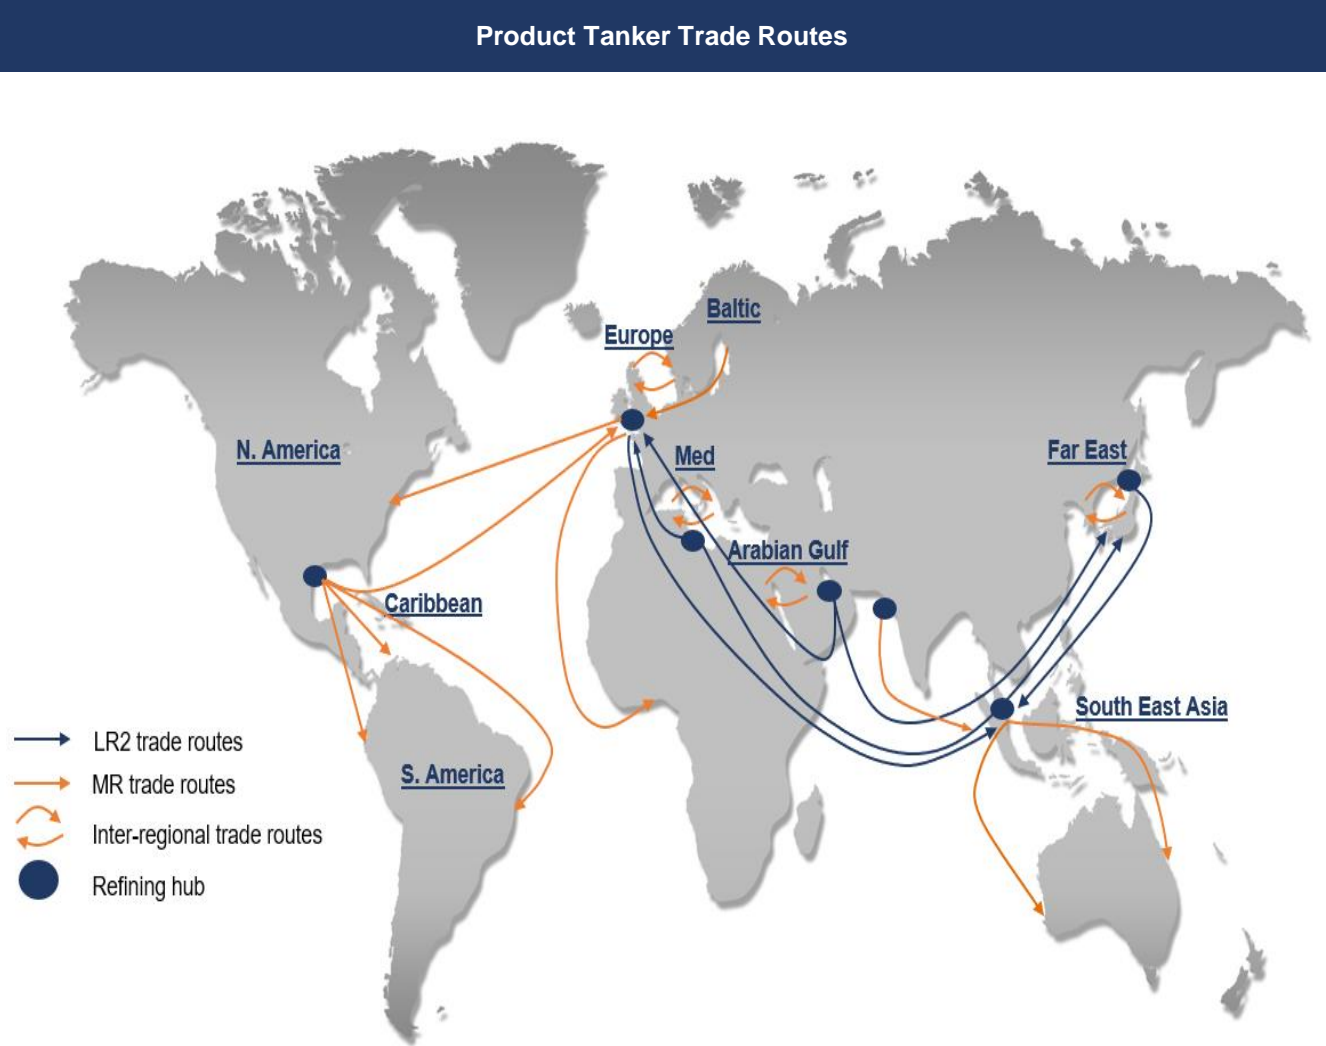 Product Tanker Trade Routes
Baltic
Europe
N. America
Med
Far East
Arabian Gulf
Caribbean
South East Asia
S. America
LR2 trade routes
MR trade routes
Inter-regional trade routes
Refining hub